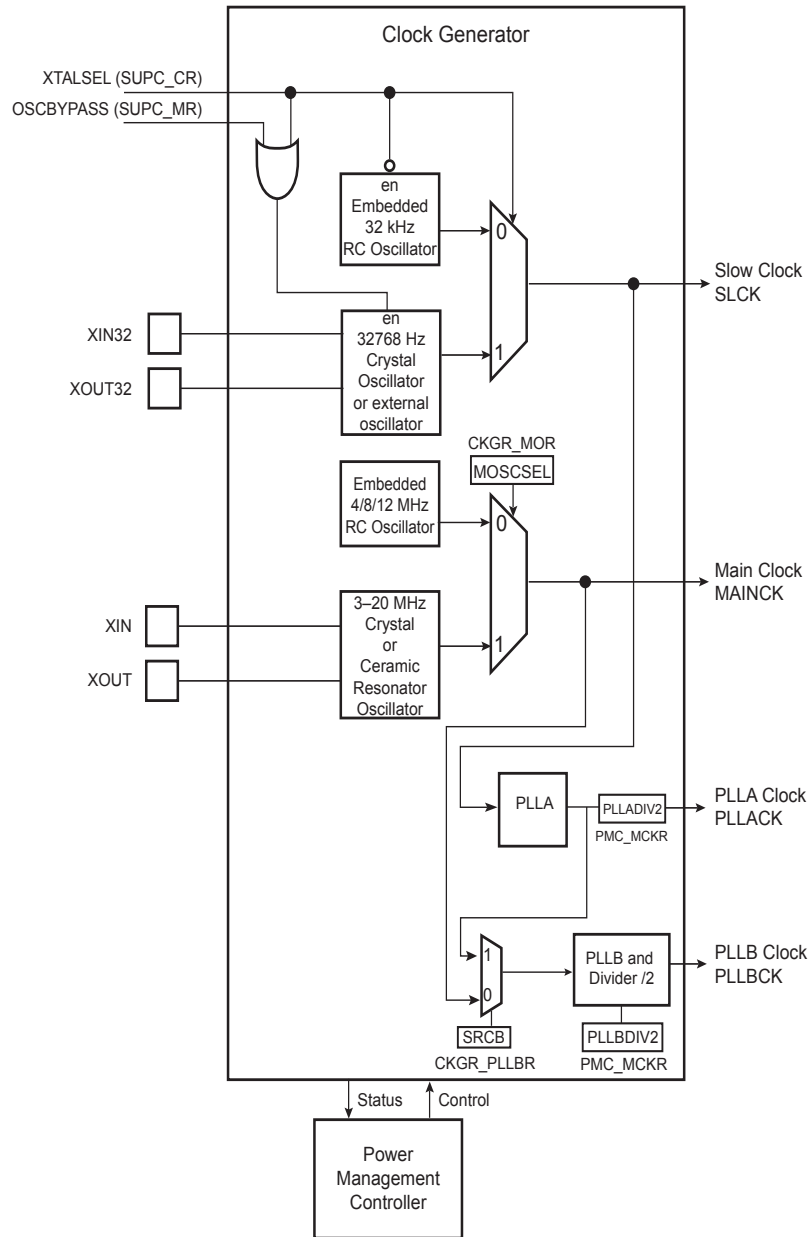 Clock Generator
XTALSEL (SUPC_CR)
OSCBYPASS (SUPC_MR)
en
Embedded
32 kHz
RC Oscillator
0
1
Slow Clock
SLCK
XIN32
XOUT32
en
32768 Hz
Crystal
Oscillator
or external
oscillator
CKGR_MOR
MOSCSEL
Embedded
4/8/12 MHz
RC Oscillator
0
1
Main Clock
MAINCK
XIN
XOUT
3–20 MHz
Crystal
or
Ceramic
Resonator
Oscillator
PLLA
PLLADIV2
PMC_MCKR
PLLA Clock
PLLACK
1
0
PLLB and
Divider /2
PLLB Clock
PLLBCK
SRCB
CKGR_PLLBR
PLLBDIV2
PMC_MCKR
Status
Control
Power
Management
Controller